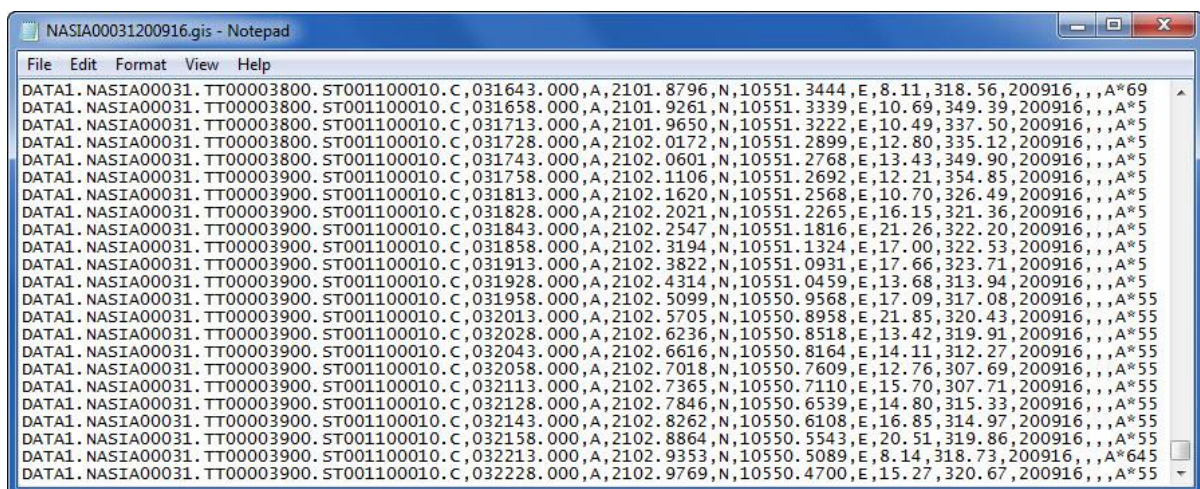 NASIA00031200916.gis - Notepad
File Edit Format View Help
DATA1.NASIA00031.TT00003800.ST001100010.C,031643.000,A,2101.8796,N,10551.3444,E,8.11,318.56,200916,,,A*69
DATA1.NASIA00031.TT00003800.ST001100010.C,031658.000,A,2101.9261,N,10551.3339,E,10.69,349.39,200916,,,A*5
DATA1.NASIA00031.TT00003800.ST001100010.C,031713.000,A,2101.9650,N,10551.3222,E,10.49,337.50,200916,,,A*5
DATA1.NASIA00031.TT00003800.ST001100010.C,031728.000,A,2102.0172,N,10551.2899,E,12.80,335.12,200916,,,A*5
DATA1.NASIA00031.TT00003800.ST001100010.C,031743.000,A,2102.0601,N,10551.2768,E,13.43,349.90,200916,,,A*5
DATA1.NASIA00031.TT00003800.ST001100010.C,031758.000,A,2102.1106,N,10551.2692,E,12.21,354.85,200916,,,A*5
DATA1.NASIA00031.TT00003900.ST001100010.C,031813.000,A,2102.1620,N,10551.2568,E,10.70,326.49,200916,,,A*5
DATA1.NASIA00031.TT00003900.ST001100010.C,031828.000,A,2102.2021,N,10551.2265,E,16.15,321.36,200916,,,A*5
DATA1.NASIA00031.TT00003900.ST001100010.C,031843.000,A,2102.2547,N,10551.1816,E,21.26,322.20,200916,,,A*5
DATA1.NASIA00031.TT00003900.ST001100010.C,031858.000,A,2102.3194,N,10551.1324,E,17.00,322.53,200916,,,A*5
DATA1.NASIA00031.TT00003900.ST001100010.C,031913.000,A,2102.3822,N,10551.0931,E,17.66,323.71,200916,,,A*5
DATA1.NASIA00031.TT00003900.ST001100010.C,031928.000,A,2102.4314,N,10551.0459,E,13.68,313.94,200916,,,A*5
DATA1.NASIA00031.TT00003900.ST001100010.C,031958.000,A,2102.5099,N,10550.9568,E,17.09,317.08,200916,,,A*55
DATA1.NASIA00031.TT00003900.ST001100010.C,032013.000,A,2102.5705,N,10550.8958,E,21.85,320.43,200916,,,A*55
DATA1.NASIA00031.TT00003900.ST001100010.C,032028.000,A,2102.6236,N,10550.8518,E,13.42,319.91,200916,,,A*55
DATA1.NASIA00031.TT00003900.ST001100010.C,032043.000,A,2102.6616,N,10550.8164,E,14.11,312.27,200916,,,A*55
DATA1.NASIA00031.TT00003900.ST001100010.C,032058.000,A,2102.7018,N,10550.7609,E,12.76,307.69,200916,,,A*55
DATA1.NASIA00031.TT00003900.ST001100010.C,032113.000,A,2102.7365,N,10550.7110,E,15.70,307.71,200916,,,A*55
DATA1.NASIA00031.TT00003900.ST001100010.C,032128.000,A,2102.7846,N,10550.6539,E,14.80,315.33,200916,,,A*55
DATA1.NASIA00031.TT00003900.ST001100010.C,032143.000,A,2102.8262,N,10550.6108,E,16.85,314.97,200916,,,A*55
DATA1.NASIA00031.TT00003900.ST001100010.C,032158.000,A,2102.8864,N,10550.5543,E,20.51,319.86,200916,,,A*55
DATA1.NASIA00031.TT00003900.ST001100010.C,032213.000,A,2102.9353,N,10550.5089,E,8.14,318.73,200916,,,A*645
DATA1.NASIA00031.TT00003900.ST001100010.C,032228.000,A,2102.9769,N,10550.4700,E,15.27,320.67,200916,,,A*55